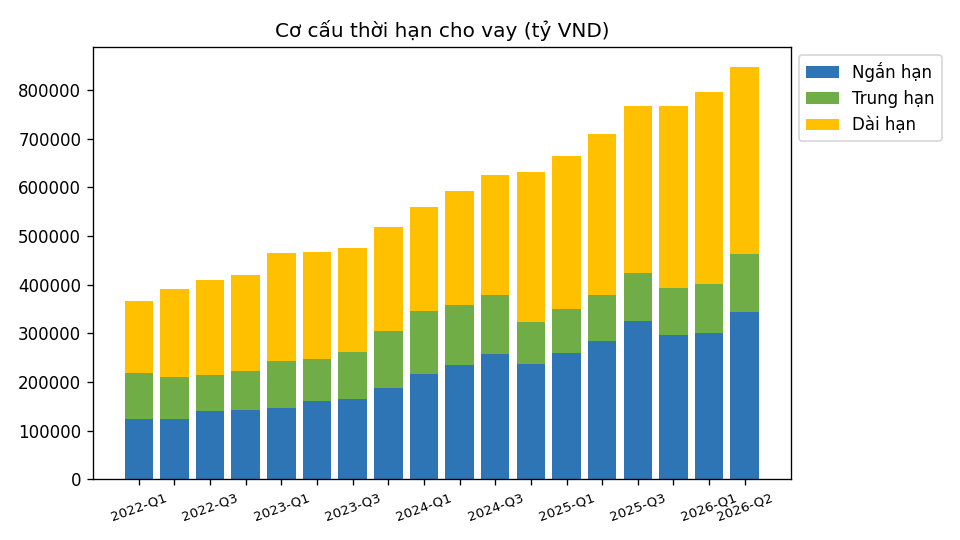 Cơ cấu thời hạn cho vay (tỷ VND)
800000
700000
600000
500000
400000
300000
200000
100000
0
Ngắn hạn
Trung hạn
Dài hạn
2022-Q1
2022-Q3
2023-Q1
2023-Q3
2024-Q1
2024-Q3
2025-Q1
2025-Q3
2026-Q1
2026-Q2